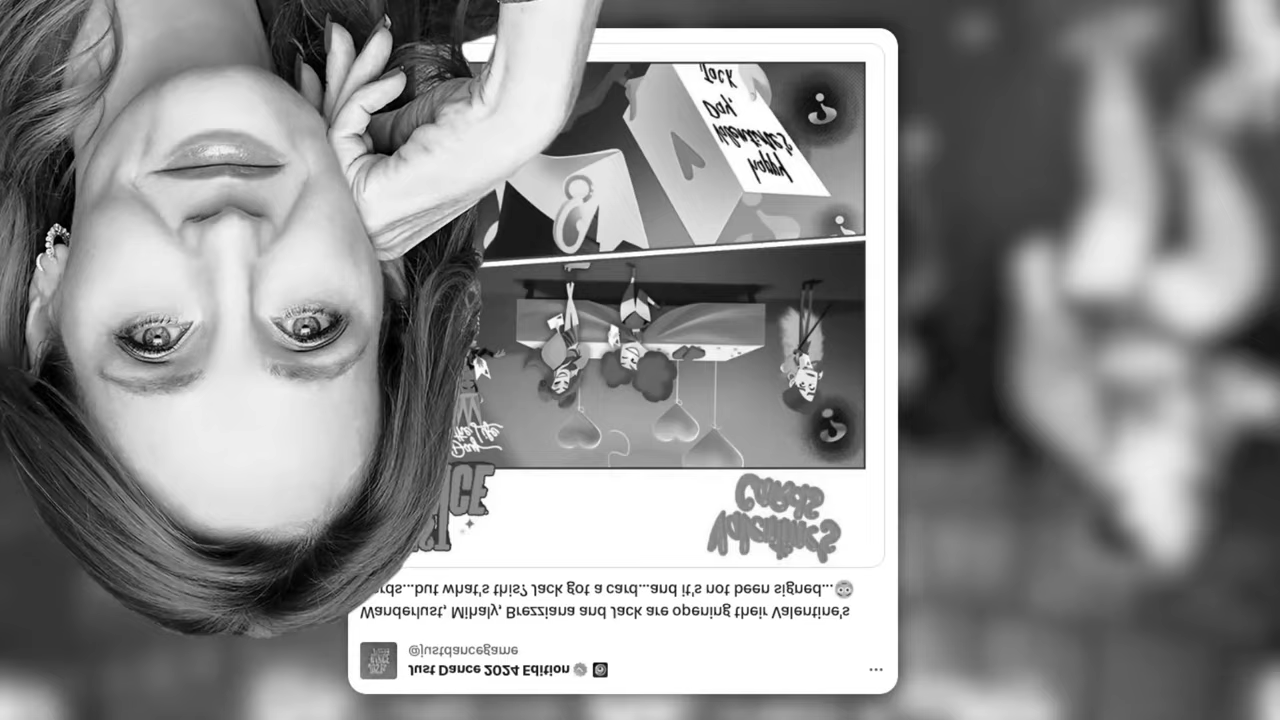 Just Dance 2024 Edition
@justdancegame
Wanderlust, Mihaly, Brezziana and Jack are opening their Valentine's
rds...but what's this? Jack got a card...and it's not been signed...
Valentine's
Cards
happy
Valentine's
Day,
Jack